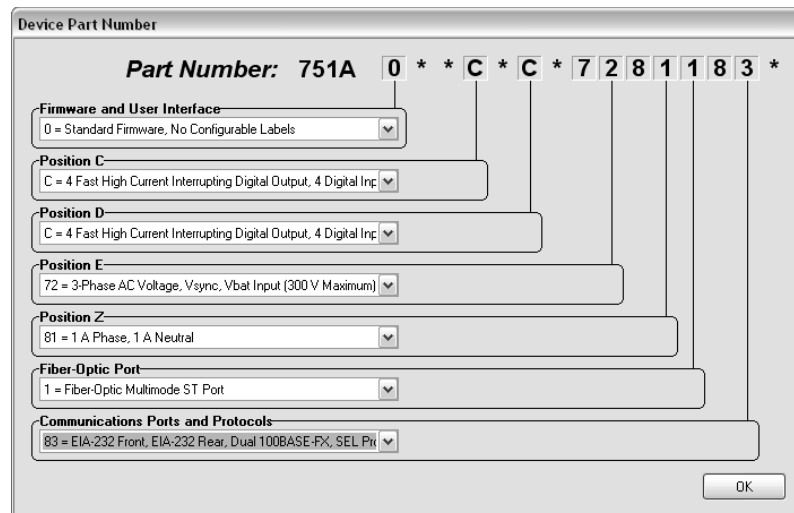 Device Part Number
Part Number: 751A 0 * * C * C * 7 2 8 1 1 8 3 *
Firmware and User Interface
0 = Standard Firmware, No Configurable Labels
Position C
C = 4 Fast High Current Interrupting Digital Output, 4 Digital Inp
Position D
C = 4 Fast High Current Interrupting Digital Output, 4 Digital Inp
Position E
72 = 3-Phase AC Voltage, Vsync, Vbat Input (300 V Maximum)
Position Z
81 = 1 A Phase, 1 A Neutral
Fiber-Optic Port
1 = Fiber-Optic Multimode ST Port
Communications Ports and Protocols
83 = EIA-232 Front, EIA-232 Rear, Dual 100BASE-FX, SEL Pro
OK